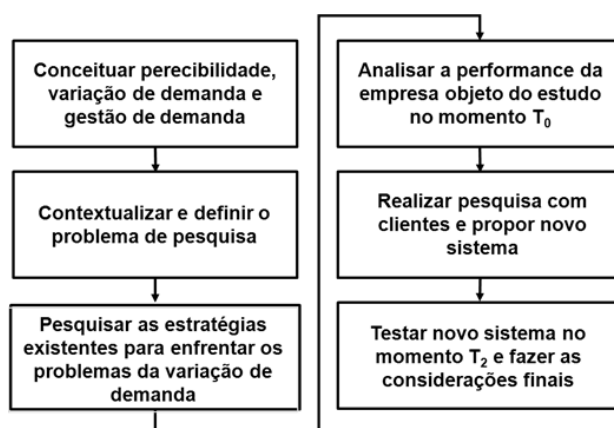 Conceituar perecibilidade,
variação de demanda e
gestão de demanda
Contextualizar e definir o
problema de pesquisa
Pesquisar as estratégias
existentes para enfrentar os
problemas da variação de
demanda
Analisar a performance da
empresa objeto do estudo
no momento T₀
Realizar pesquisa com
clientes e propor novo
sistema
Testar novo sistema no
momento T₂ e fazer as
considerações finais